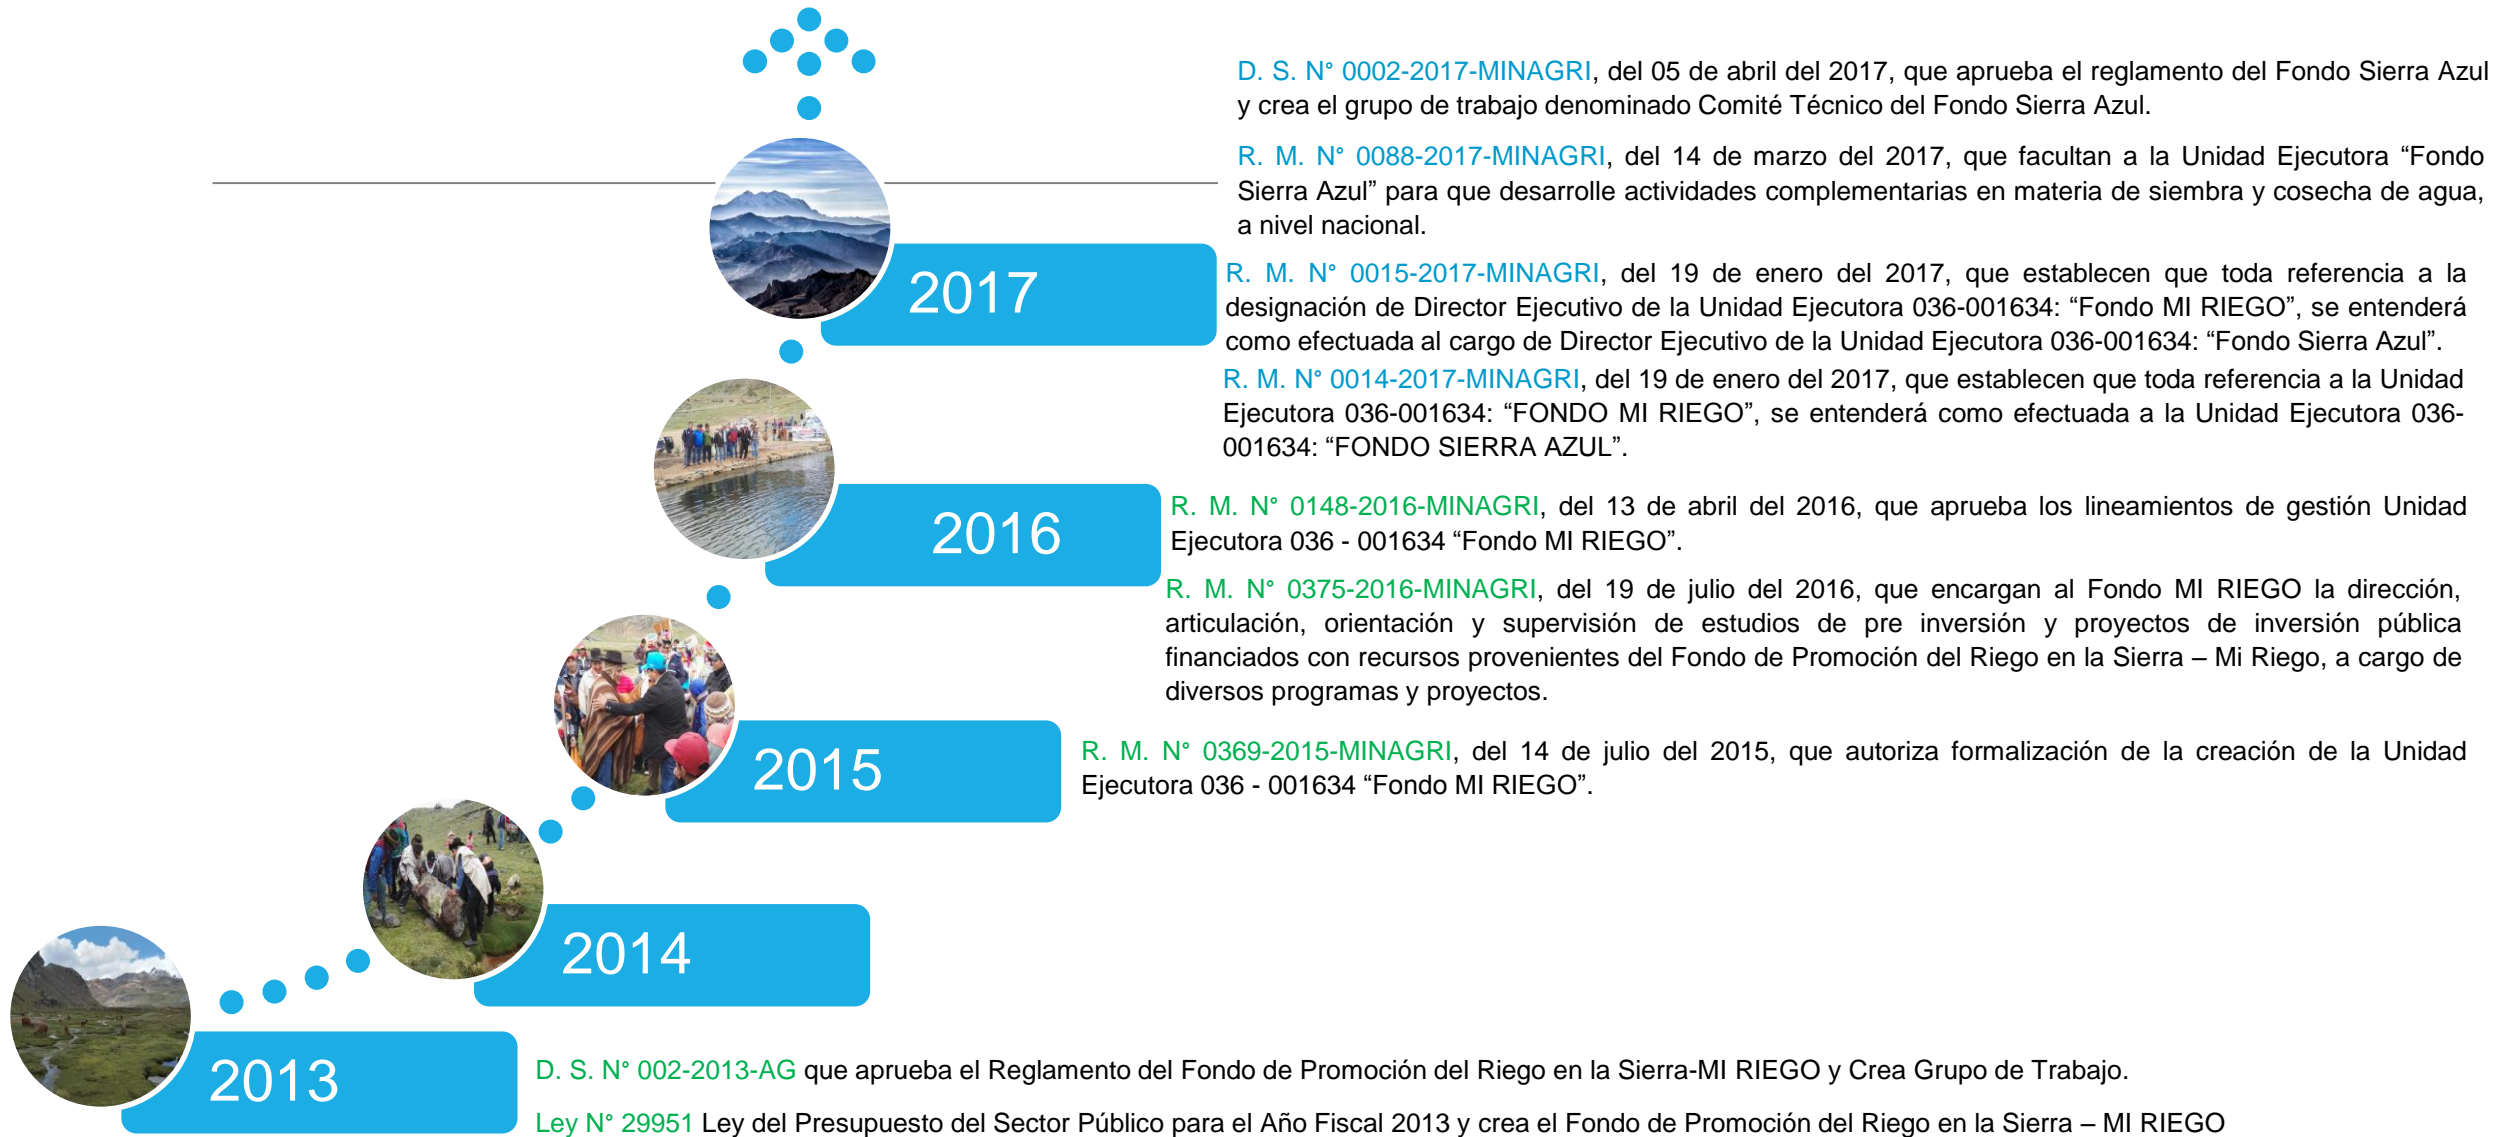 D. S. N° 0002-2017-MINAGRI, del 05 de abril del 2017, que aprueba el reglamento del Fondo Sierra Azul
y crea el grupo de trabajo denominado Comité Técnico del Fondo Sierra Azul.
R. M. N° 0088-2017-MINAGRI, del 14 de marzo del 2017, que facultan a la Unidad Ejecutora “Fondo
Sierra Azul” para que desarrolle actividades complementarias en materia de siembra y cosecha de agua,
a nivel nacional.
2017
R. M. N° 0015-2017-MINAGRI, del 19 de enero del 2017, que establecen que toda referencia a la
designación de Director Ejecutivo de la Unidad Ejecutora 036-001634: “Fondo MI RIEGO”, se entenderá
como efectuada al cargo de Director Ejecutivo de la Unidad Ejecutora 036-001634: “Fondo Sierra Azul”.
R. M. N° 0014-2017-MINAGRI, del 19 de enero del 2017, que establecen que toda referencia a la Unidad
Ejecutora 036-001634: “FONDO MI RIEGO”, se entenderá como efectuada a la Unidad Ejecutora 036-
001634: “FONDO SIERRA AZUL”.
2016
R. M. N° 0148-2016-MINAGRI, del 13 de abril del 2016, que aprueba los lineamientos de gestión Unidad
Ejecutora 036 - 001634 “Fondo MI RIEGO”.
R. M. N° 0375-2016-MINAGRI, del 19 de julio del 2016, que encargan al Fondo MI RIEGO la dirección,
articulación, orientación y supervisión de estudios de pre inversión y proyectos de inversión pública
financiados con recursos provenientes del Fondo de Promoción del Riego en la Sierra – Mi Riego, a cargo de
diversos programas y proyectos.
2015
R. M. N° 0369-2015-MINAGRI, del 14 de julio del 2015, que autoriza formalización de la creación de la Unidad
Ejecutora 036 - 001634 “Fondo MI RIEGO”.
2014
2013
D. S. N° 002-2013-AG que aprueba el Reglamento del Fondo de Promoción del Riego en la Sierra-MI RIEGO y Crea Grupo de Trabajo.
Ley N° 29951 Ley del Presupuesto del Sector Público para el Año Fiscal 2013 y crea el Fondo de Promoción del Riego en la Sierra – MI RIEGO